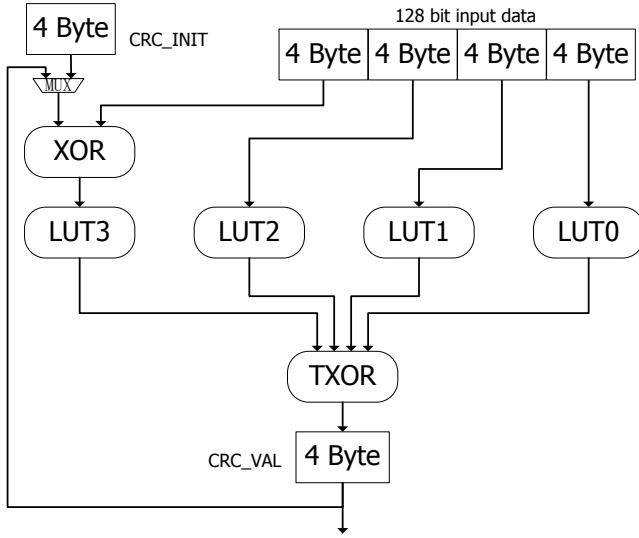 128 bit input data
4 Byte
CRC_INIT
4 Byte 4 Byte 4 Byte 4 Byte
MUX
XOR
LUT3 LUT2 LUT1 LUT0
TXOR
CRC_VAL
4 Byte